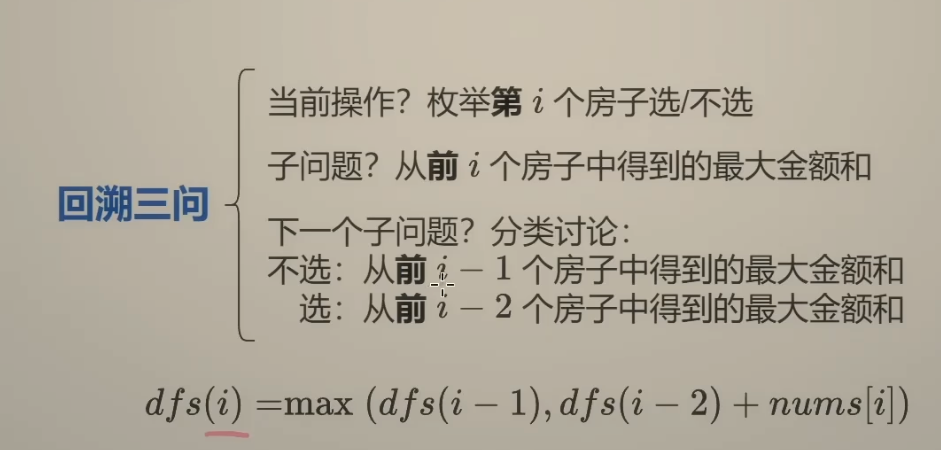 当前操作？枚举第 i 个房子选/不选
子问题？从前 i 个房子中得到的最大金额和
回溯三问
下一个子问题？分类讨论：
不选：从前 i − 1 个房子中得到的最大金额和
选：从前 i − 2 个房子中得到的最大金额和
dfs(i) =max (dfs(i − 1), dfs(i − 2) + nums[i])